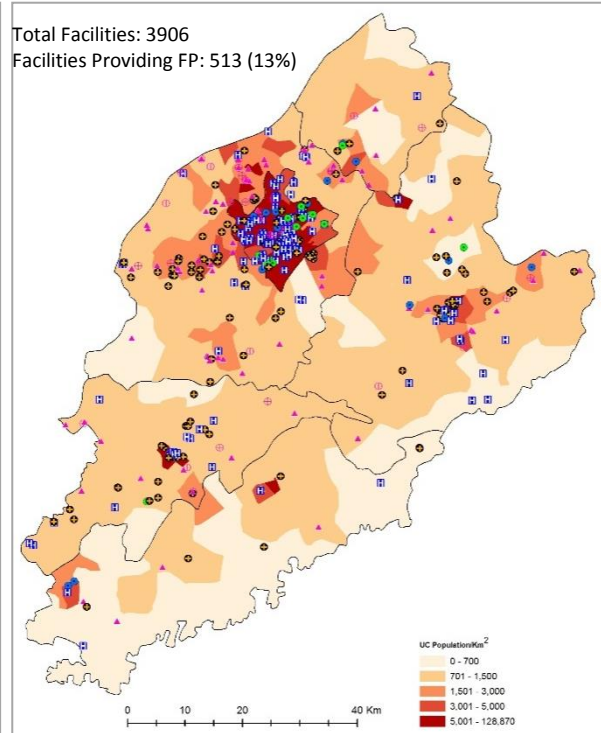 Total Facilities: 3906
Facilities Providing FP: 513 (13%)
UC Population/Km2
0 - 700
701 - 1,500
1,501 - 3,000
3,001 - 5,000
5,001 - 128,870
0 10 20 40 Km